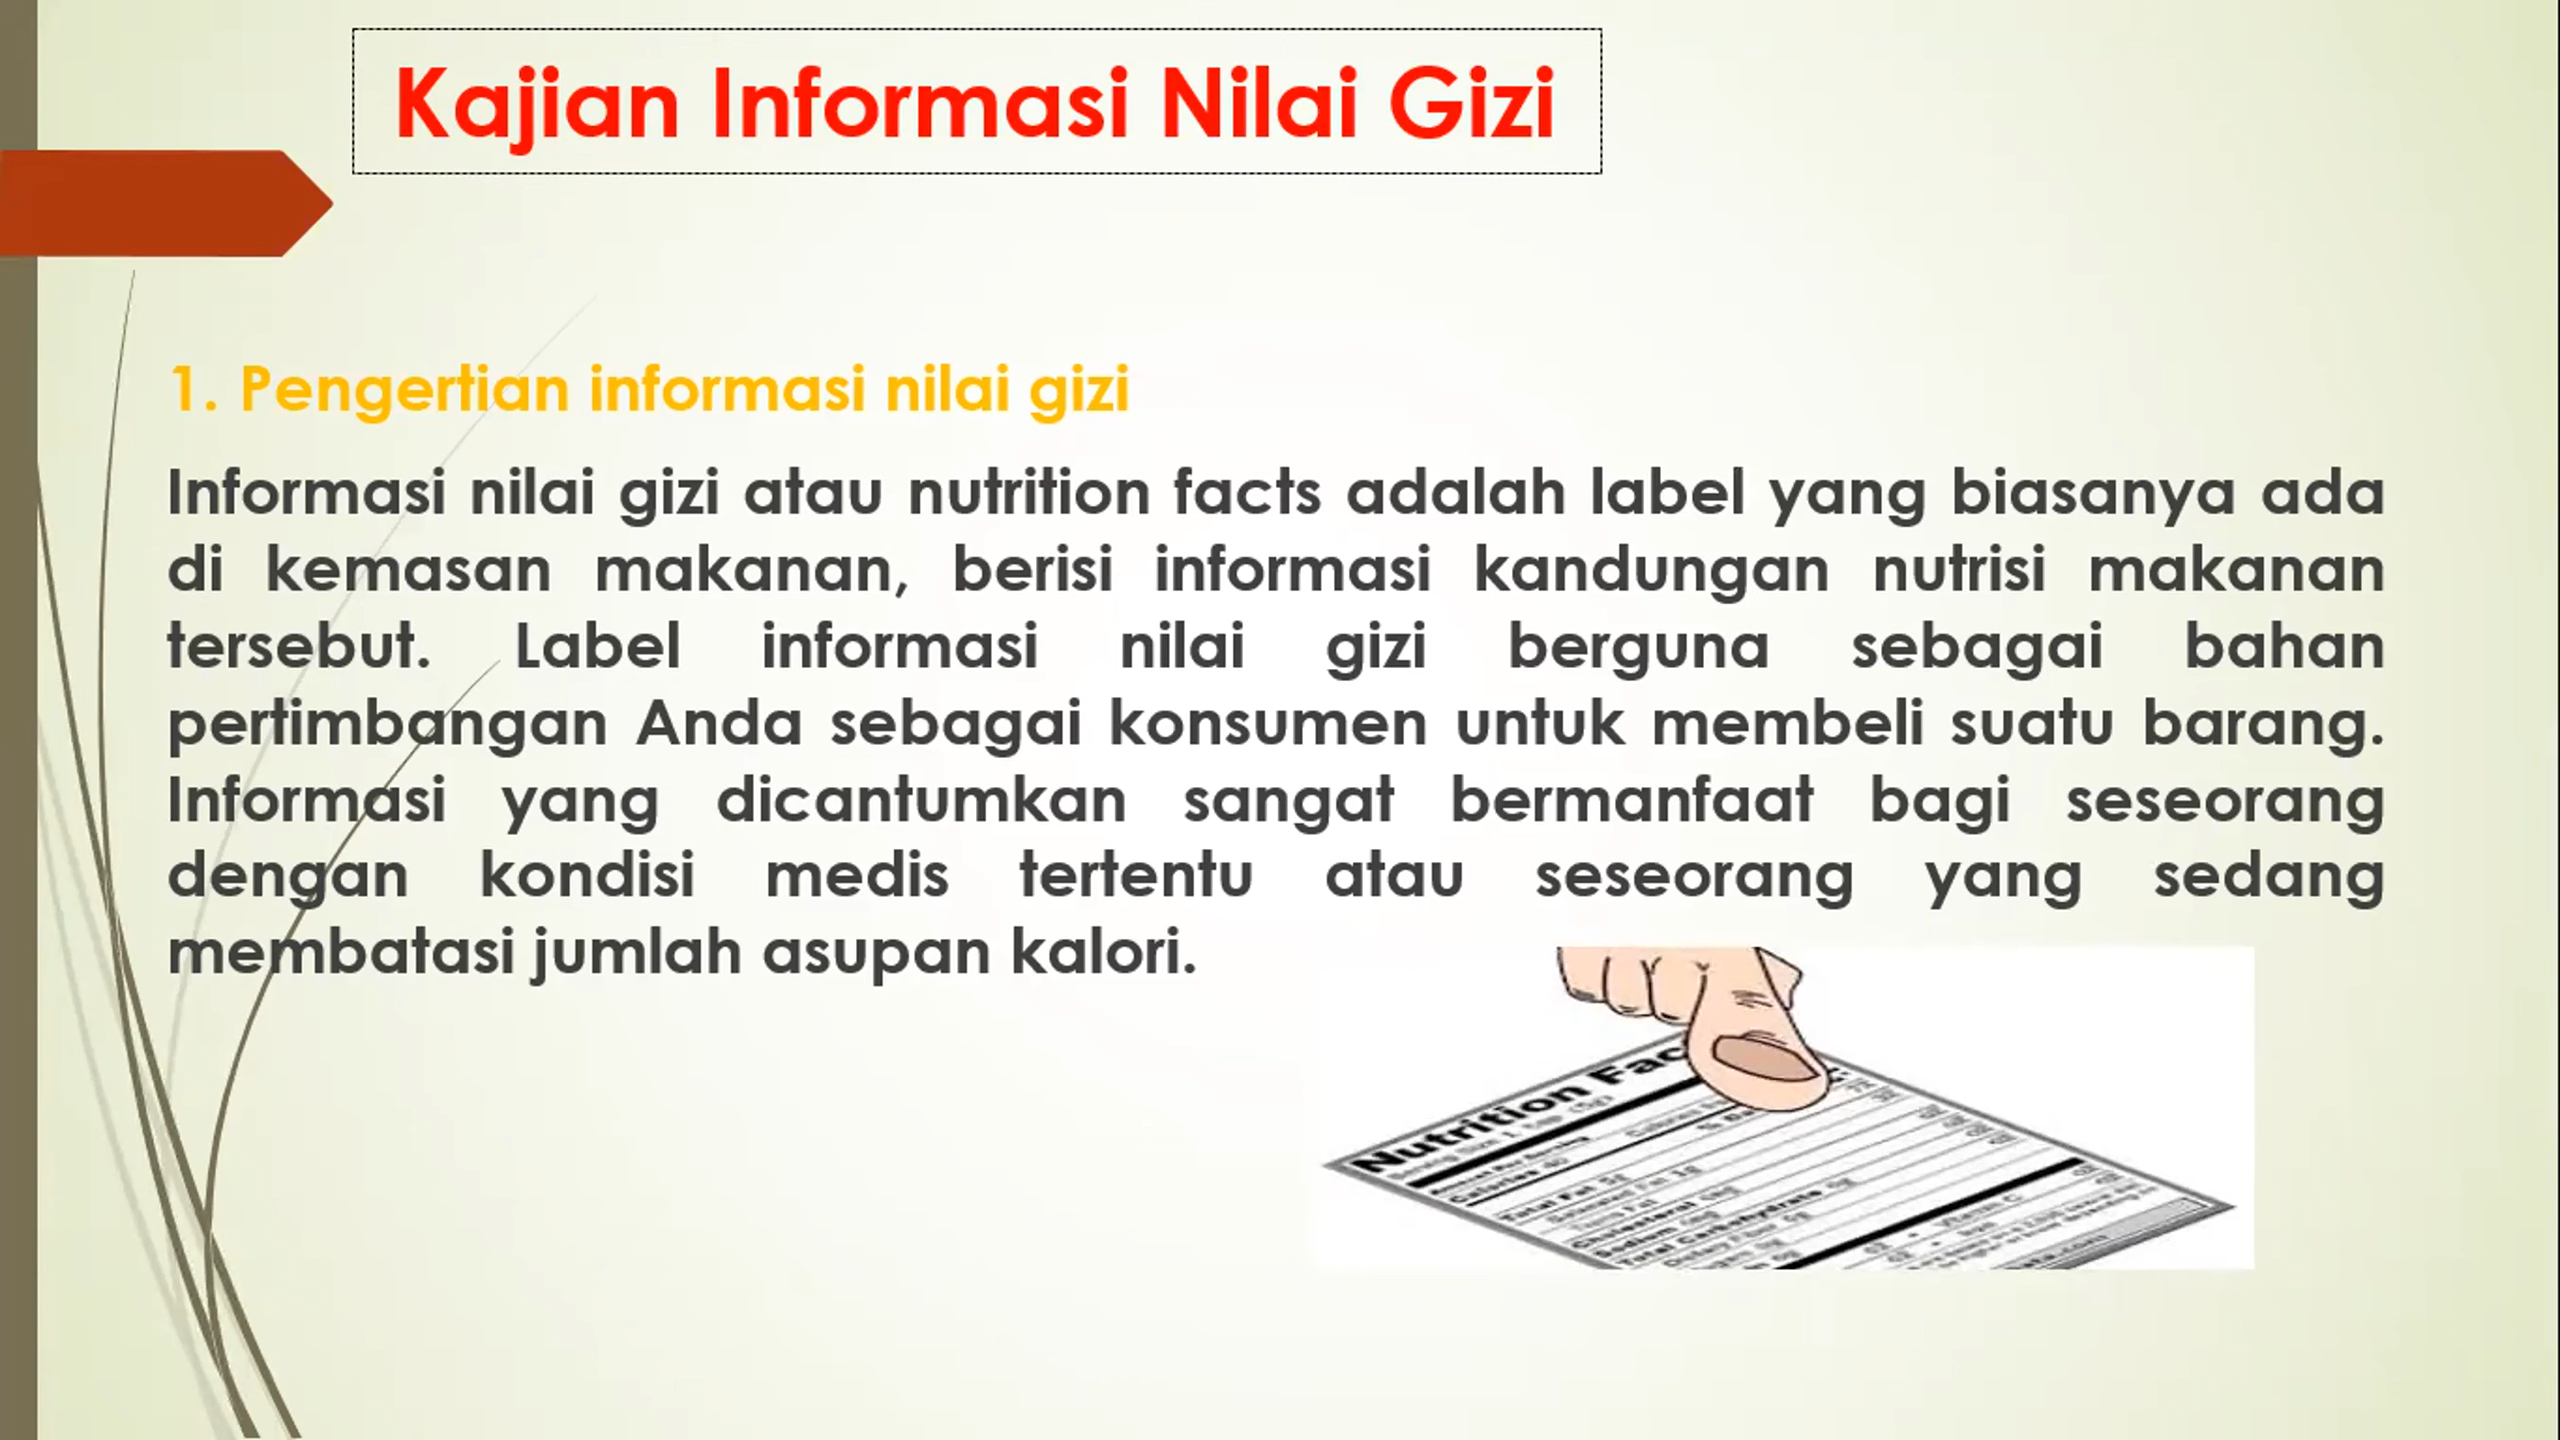 Kajian Informasi Nilai Gizi
1. Pengertian informasi nilai gizi
Informasi nilai gizi atau nutrition facts adalah label yang biasanya ada
di kemasan makanan, berisi informasi kandungan nutrisi makanan
tersebut. Label informasi nilai gizi berguna sebagai bahan
pertimbangan Anda sebagai konsumen untuk membeli suatu barang.
Informasi yang dicantumkan sangat bermanfaat bagi seseorang
dengan kondisi medis tertentu atau seseorang yang sedang
membatasi jumlah asupan kalori.
Nutrition Fac
Total Fat
Cholesterol
Sodium
Total Carbohydrate
Vitamin C